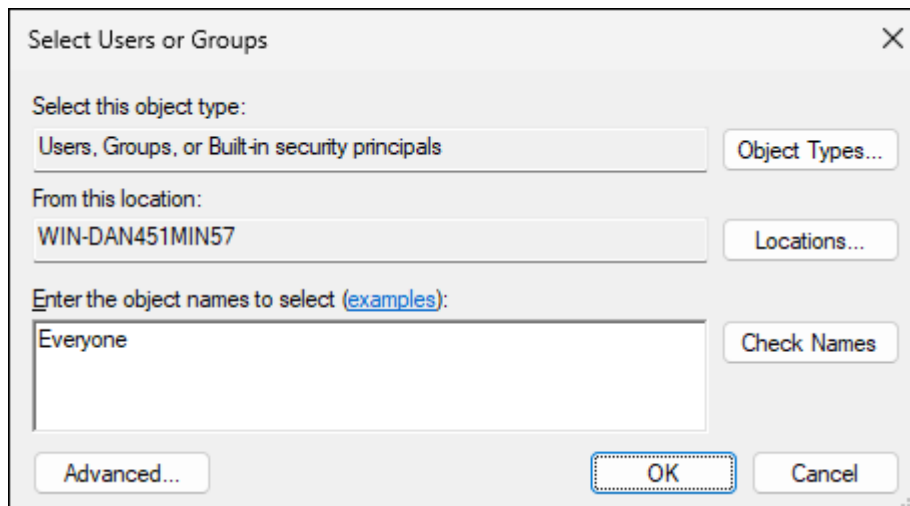 Select Users or Groups
Select this object type:
Users, Groups, or Built-in security principals
Object Types...
From this location:
WIN-DAN451MIN57
Locations...
Enter the object names to select (examples):
Everyone
Check Names
Advanced...
OK
Cancel